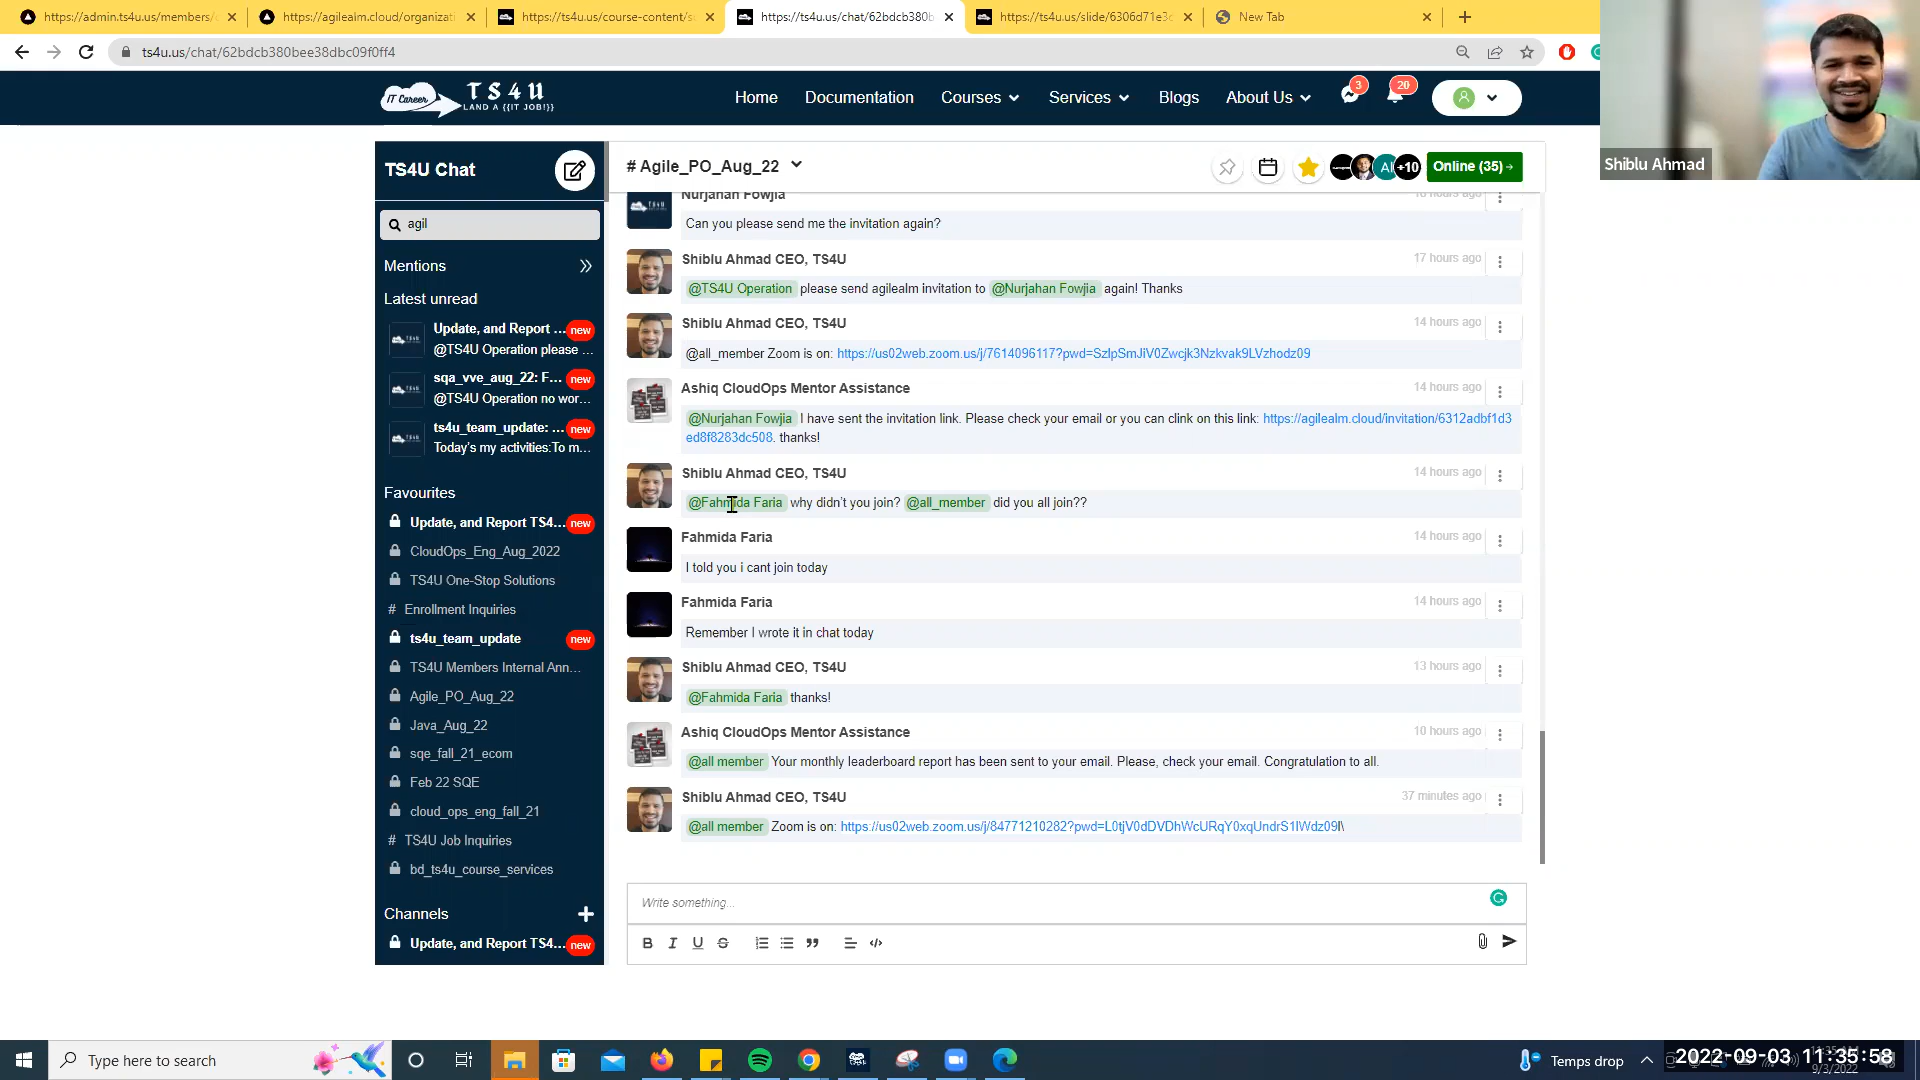 https://admin.ts4u.us/members/
https://agilealm.cloud/organizati
https://ts4u.us/course-content/s
https://ts4u.us/chat/62bdcb380b
https://ts4u.us/slide/6306d71e3
New Tab
ts4u.us/chat/62bdcb380bee38dbc09f0ff4
IT Career
TS4U
LAND A {{IT JOB!}}
Home
Documentation
Courses
Services
Blogs
About Us
3
20
Shiblu Ahmad
TS4U Chat
agil
Mentions
Latest unread
Update, and Report ... new
@TS4U Operation please ...
sqa_vve_aug_22: F... new
@TS4U Operation no wor...
ts4u_team_update: ... new
Today's my activities:To m...
Favourites
Update, and Report TS4... new
CloudOps_Eng_Aug_2022
TS4U One-Stop Solutions
# Enrollment Inquiries
ts4u_team_update new
TS4U Members Internal Ann...
Agile_PO_Aug_22
Java_Aug_22
sqe_fall_21_ecom
Feb 22 SQE
cloud_ops_eng_fall_21
# TS4U Job Inquiries
bd_ts4u_course_services
Channels
Update, and Report TS4... new
# Agile_PO_Aug_22
+10
Online (35)
Nurjahan Fowjia
Can you please send me the invitation again?
Shiblu Ahmad CEO, TS4U 17 hours ago
@TS4U Operation please send agilealm invitation to @Nurjahan Fowjia again! Thanks
Shiblu Ahmad CEO, TS4U 14 hours ago
@all_member Zoom is on: https://us02web.zoom.us/j/7614096117?pwd=SzlpSmJiV0Zwcjk3Nzkvak9LVzhodz09
Ashiq CloudOps Mentor Assistance 14 hours ago
@Nurjahan Fowjia I have sent the invitation link. Please check your email or you can clink on this link: https://agilealm.cloud/invitation/6312adbf1d3
ed8f8283dc508. thanks!
Shiblu Ahmad CEO, TS4U 14 hours ago
@Fahmida Faria why didn't you join? @all_member did you all join??
Fahmida Faria 14 hours ago
I told you i cant join today
Fahmida Faria 14 hours ago
Remember I wrote it in chat today
Shiblu Ahmad CEO, TS4U 13 hours ago
@Fahmida Faria thanks!
Ashiq CloudOps Mentor Assistance 10 hours ago
@all member Your monthly leaderboard report has been sent to your email. Please, check your email. Congratulation to all.
Shiblu Ahmad CEO, TS4U 37 minutes ago
@all member Zoom is on: https://us02web.zoom.us/j/84771210282?pwd=L0tjV0dDVDhWcURqY0xqUndrS1lWdz09l\
Write something...
B I U S
Type here to search
Temps drop
2022-09-03 11:35:58
9/3/2022